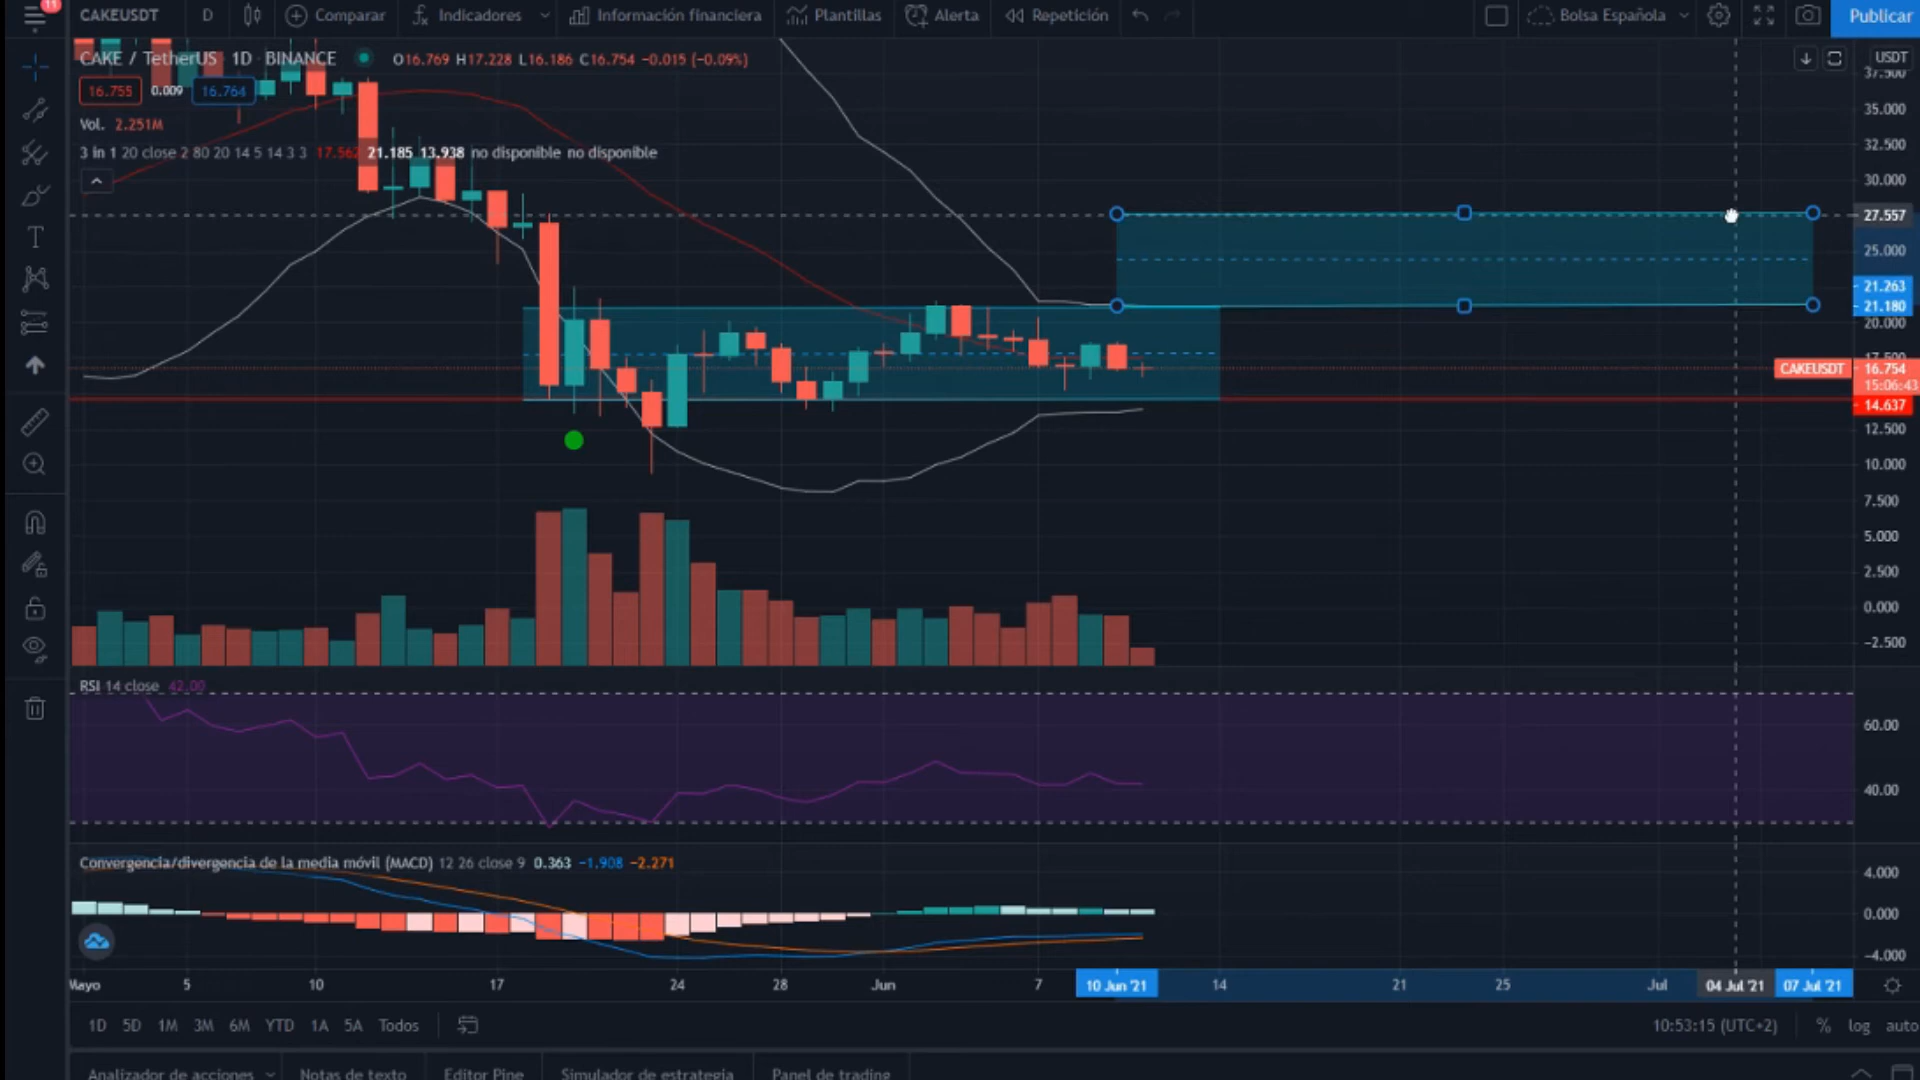 11
CAKEUSDT D Comparar Indicadores Información financiera Plantillas Alerta Repetición Bolsa Española Publicar
CAKE / TetherUS 1D BINANCE O16.769 H17.228 L16.186 C16.754 −0.015 (−0.09%)
USDT
37.500
16.755 0.009 16.764
35.000
Vol. 2.251M
32.500
3 in 1 20 close 2 80 20 14 5 14 3 3 17.562 21.185 13.938 no disponible no disponible
30.000
27.557
25.000
21.263
21.180
20.000
17.500
CAKEUSDT 16.754
15:06:43
14.637
12.500
10.000
7.500
5.000
2.500
0.000
−2.500
RSI 14 close 42.00
60.00
40.00
Convergencia/divergencia de la media móvil (MACD) 12 26 close 9 0.363 −1.908 −2.271
4.000
0.000
−4.000
Mayo 5 10 17 24 28 Jun 7 10 Jun '21 14 21 25 Jul 04 Jul '21 07 Jul '21
1D 5D 1M 3M 6M YTD 1A 5A Todos 10:53:15 (UTC+2) % log auto
Analizador de acciones Notas de texto Editor Pine Simulador de estrategia Panel de trading